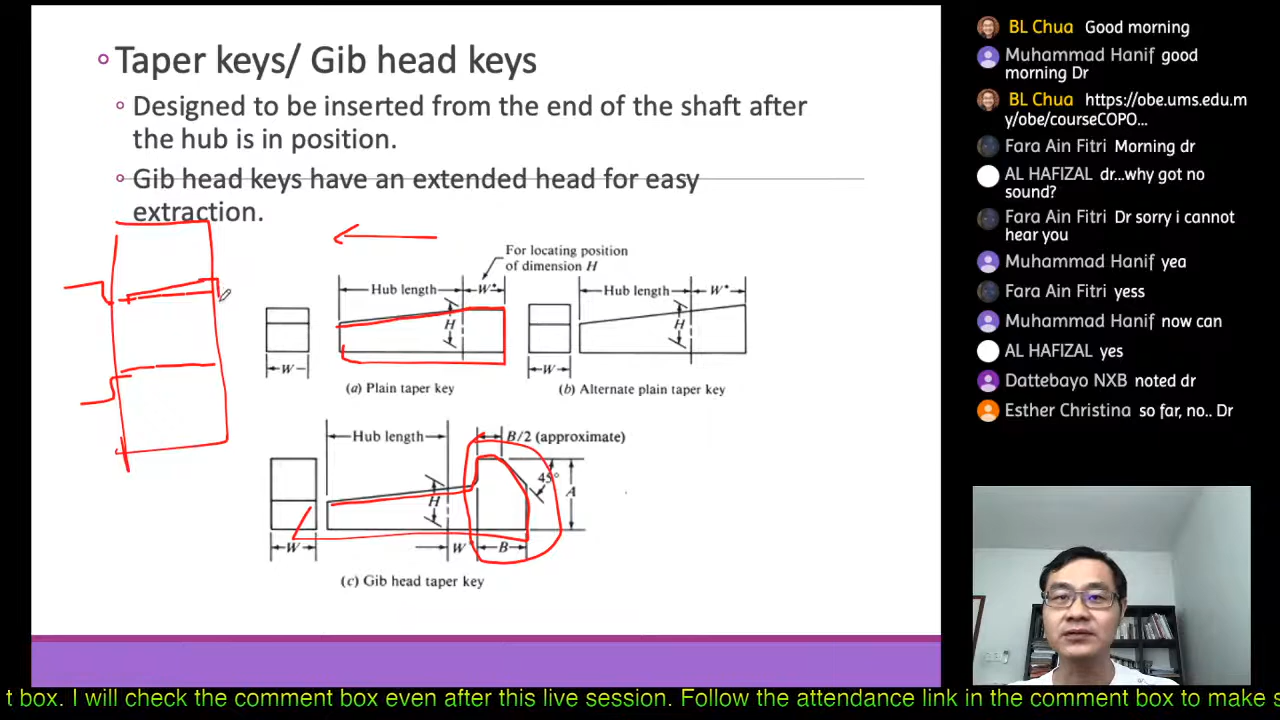 Taper keys/ Gib head keys
Designed to be inserted from the end of the shaft after
the hub is in position.
Gib head keys have an extended head for easy
extraction.
For locating position
of dimension H
Hub length
W*
H
W
(a) Plain taper key
Hub length
W*
H
W
(b) Alternate plain taper key
Hub length
B/2 (approximate)
45°
A
H
W
W
B
(c) Gib head taper key
BL Chua Good morning
Muhammad Hanif good
morning Dr
BL Chua https://obe.ums.edu.m
y/obe/courseCOPO...
Fara Ain Fitri Morning dr
AL HAFIZAL dr...why got no
sound?
Fara Ain Fitri Dr sorry i cannot
hear you
Muhammad Hanif yea
Fara Ain Fitri yess
Muhammad Hanif now can
AL HAFIZAL yes
Dattebayo NXB noted dr
Esther Christina so far, no.. Dr
t box. I will check the comment box even after this live session. Follow the attendance link in the comment box to make s